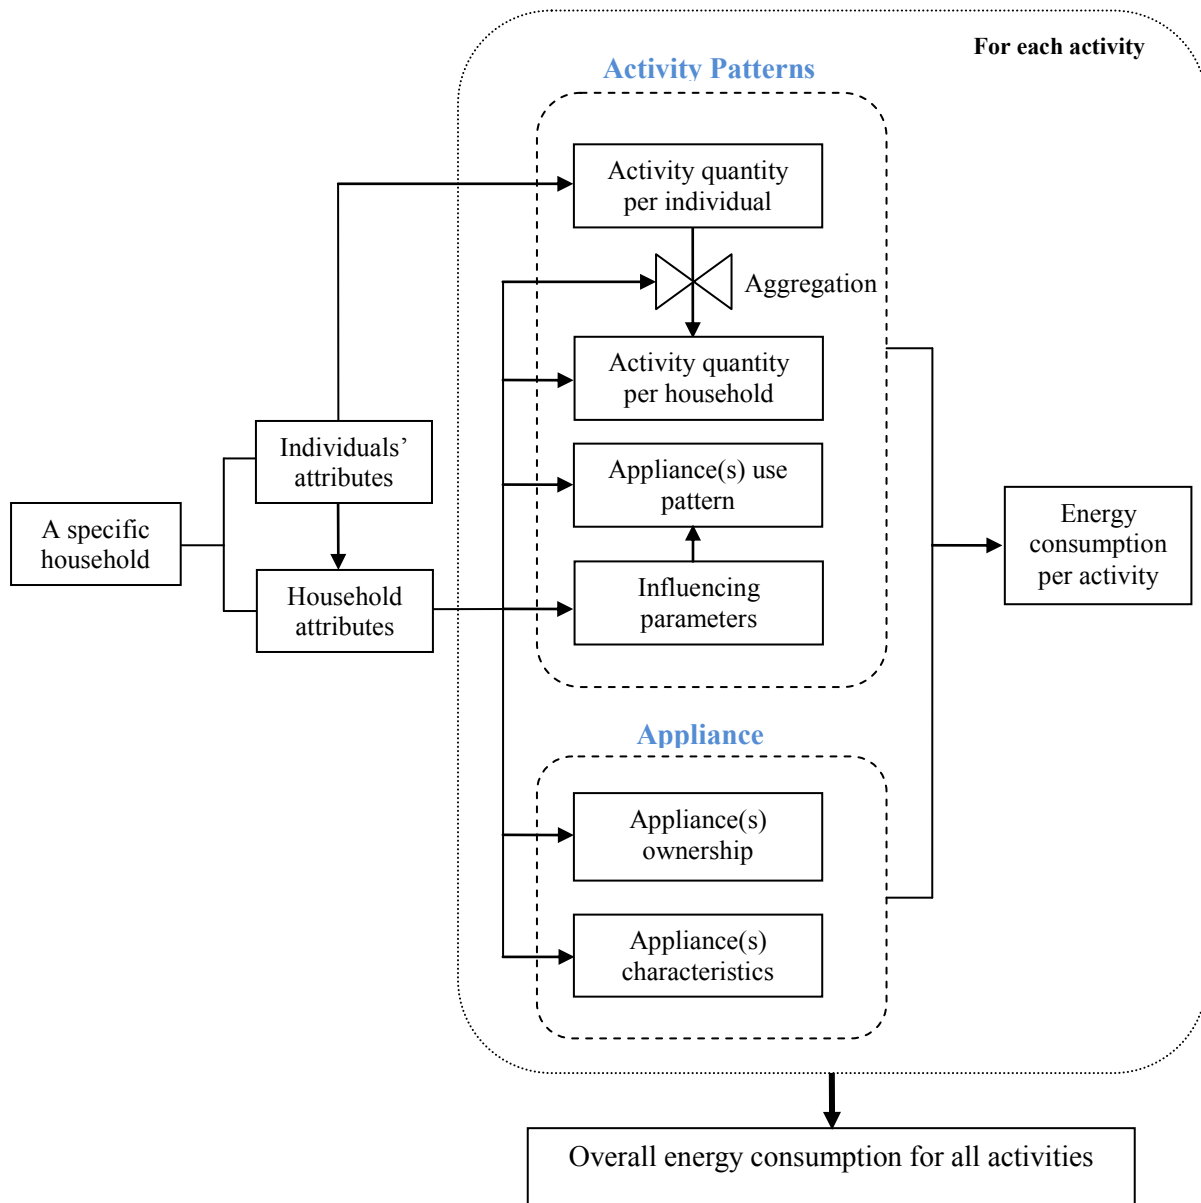 For each activity
Activity Patterns
Activity quantity
per individual
Aggregation
Activity quantity
per household
Individuals’
attributes
Appliance(s) use
pattern
A specific
household
Energy
consumption
per activity
Household
attributes
Influencing
parameters
Appliance
Appliance(s)
ownership
Appliance(s)
characteristics
Overall energy consumption for all activities